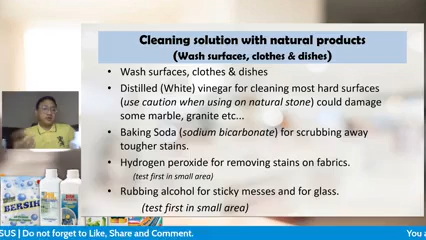 Cleaning solution with natural products
(Wash surfaces, clothes & dishes)
• Wash surfaces, clothes & dishes
• Distilled (White) vinegar for cleaning most hard surfaces
(use caution when using on natural stone) could damage
some marble, granite etc...
• Baking Soda (sodium bicarbonate) for scrubbing away
tougher stains.
• Hydrogen peroxide for removing stains on fabrics.
(test first in small area)
• Rubbing alcohol for sticky messes and for glass.
(test first in small area)
BERSIH
SUS | Do not forget to Like, Share and Comment.
You a